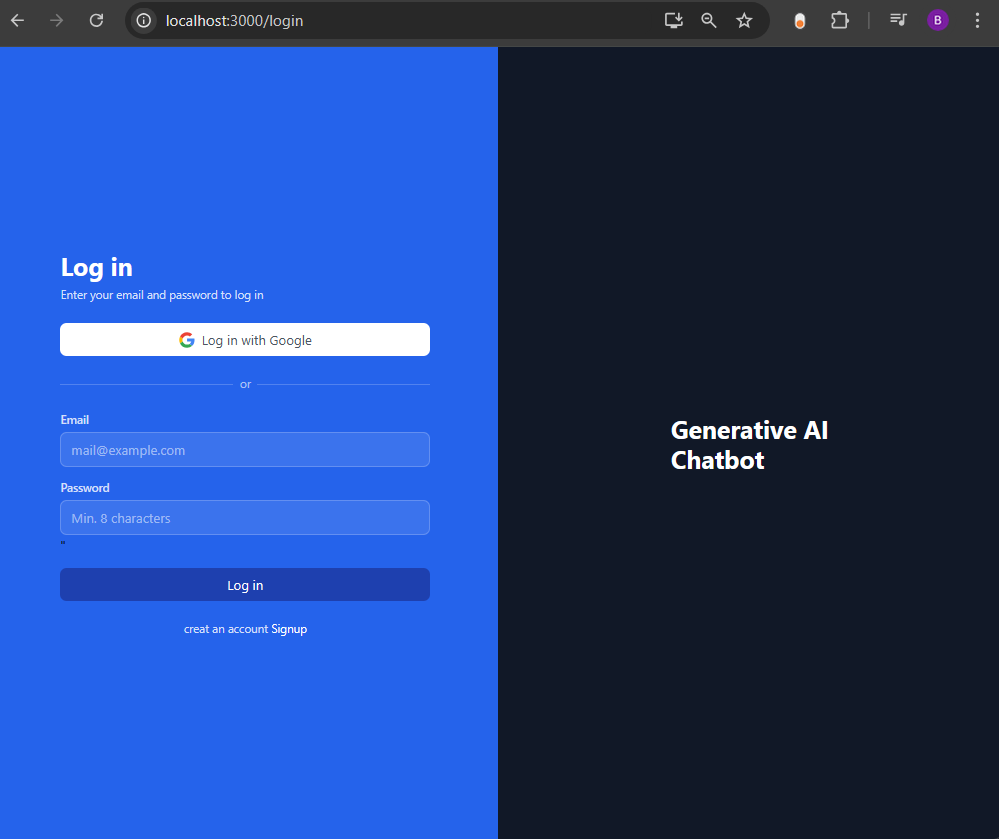 localhost:3000/login
B
Log in
Enter your email and password to log in
Log in with Google
or
Email
mail@example.com
Password
Min. 8 characters
"
Log in
creat an account Signup
Generative AI
Chatbot